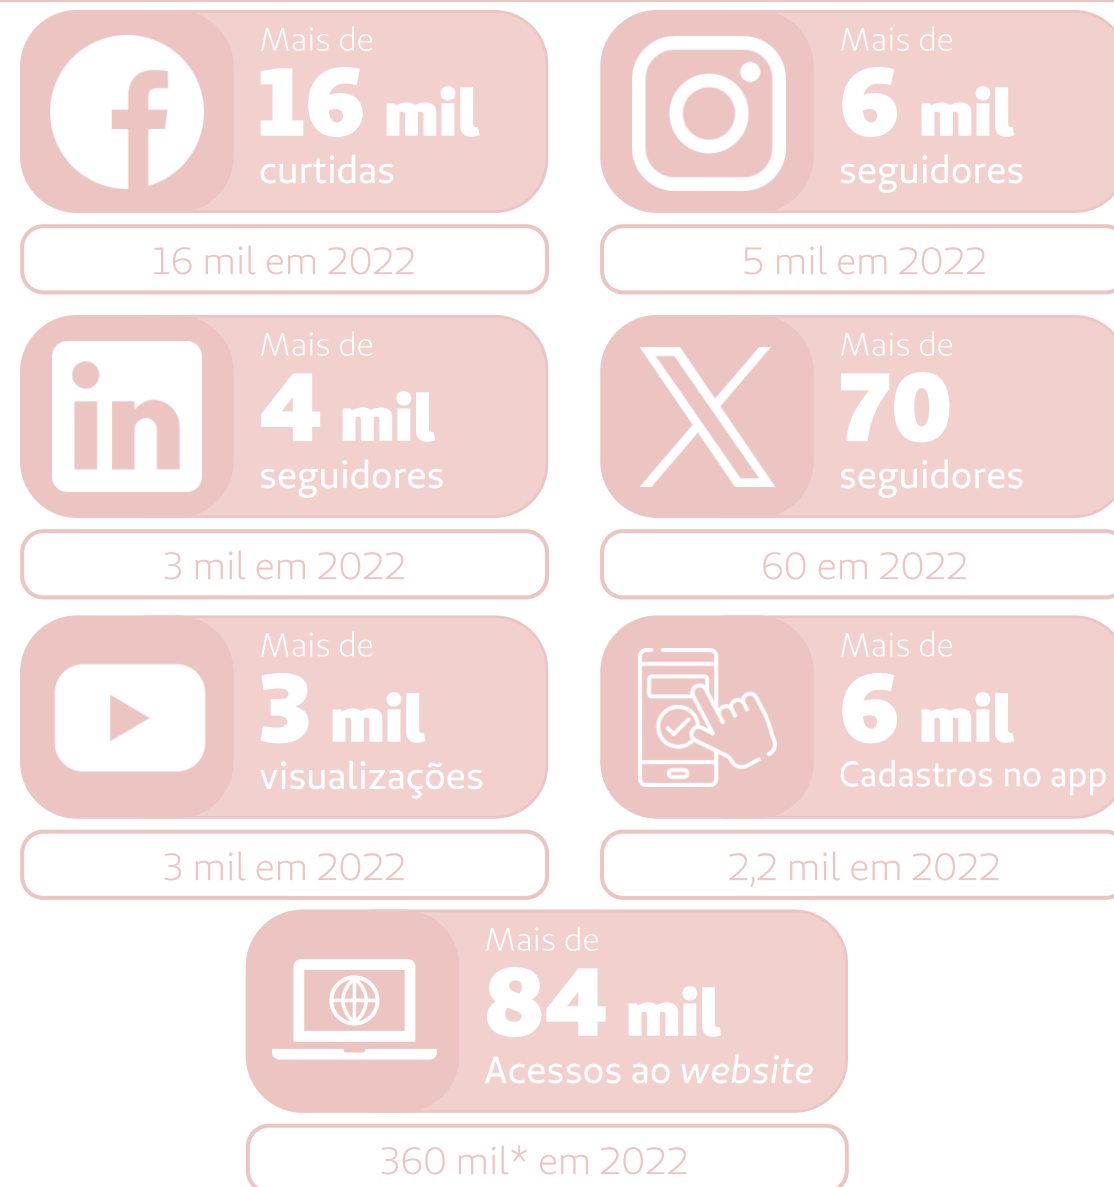 Mais de
16 mil
curtidas
16 mil em 2022
Mais de
6 mil
seguidores
5 mil em 2022
Mais de
4 mil
seguidores
3 mil em 2022
Mais de
70
seguidores
60 em 2022
Mais de
3 mil
visualizações
3 mil em 2022
Mais de
6 mil
Cadastros no app
2,2 mil em 2022
Mais de
84 mil
Acessos ao website
360 mil* em 2022